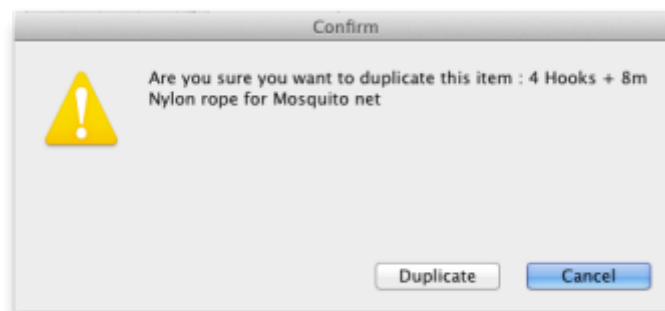 Confirm
Are you sure you want to duplicate this item : 4 Hooks + 8m
Nylon rope for Mosquito net
Duplicate
Cancel